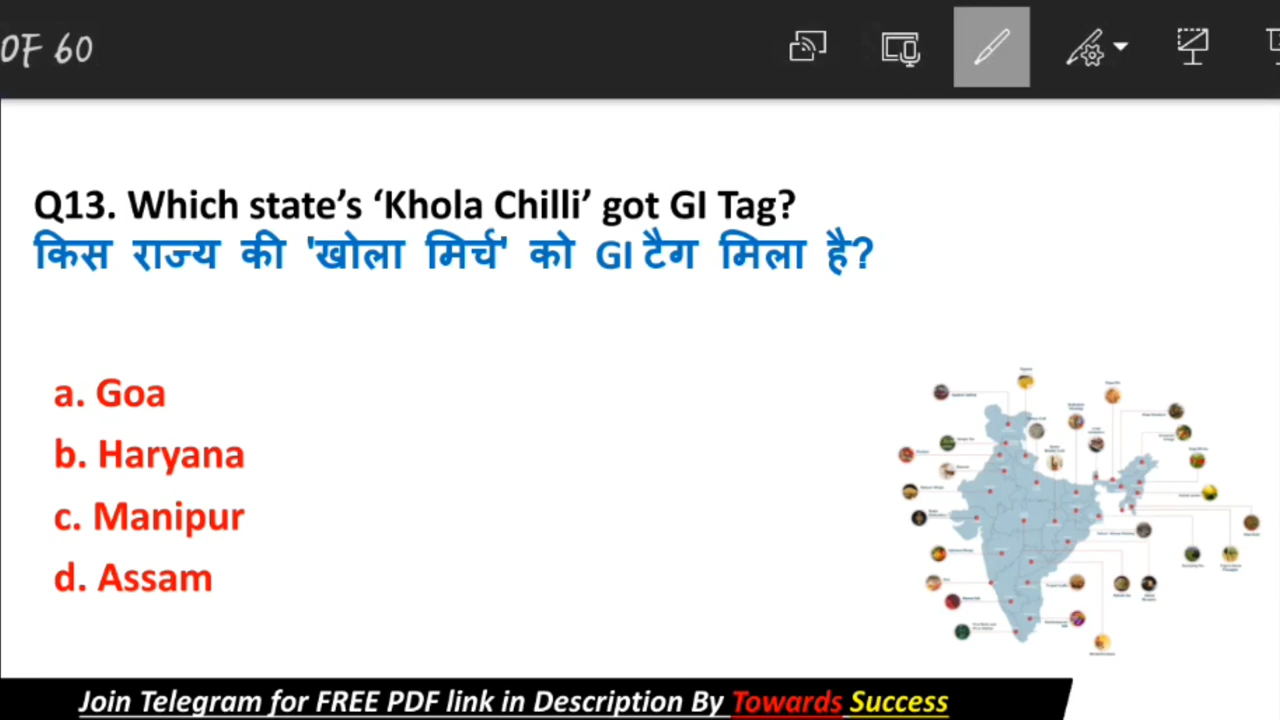 OF 60
Q13. Which state's 'Khola Chilli' got GI Tag?
किस राज्य की 'खोला मिर्च' को GI टैग मिला है?
a. Goa
b. Haryana
c. Manipur
d. Assam
Join Telegram for FREE PDF link in Description By Towards Success